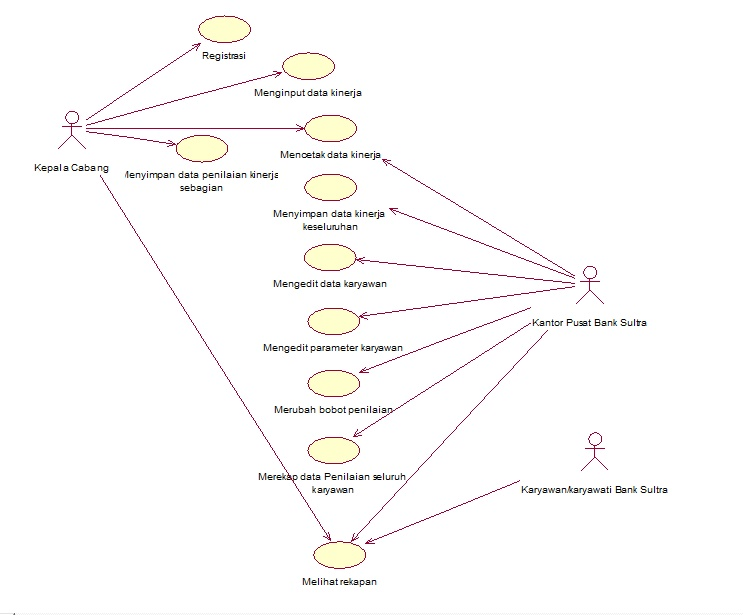 Registrasi
Menginput data kinerja
Mencetak data kinerja
Kepala Cabang
Menyimpan data penilaian kinerja
sebagian
Menyimpan data kinerja
keseluruhan
Mengedit data karyawan
Kantor Pusat Bank Sultra
Mengedit parameter karyawan
Merubah bobot penilaian
Merekap data Penilaian seluruh
karyawan
Karyawan/karyawati Bank Sultra
Melihat rekapan